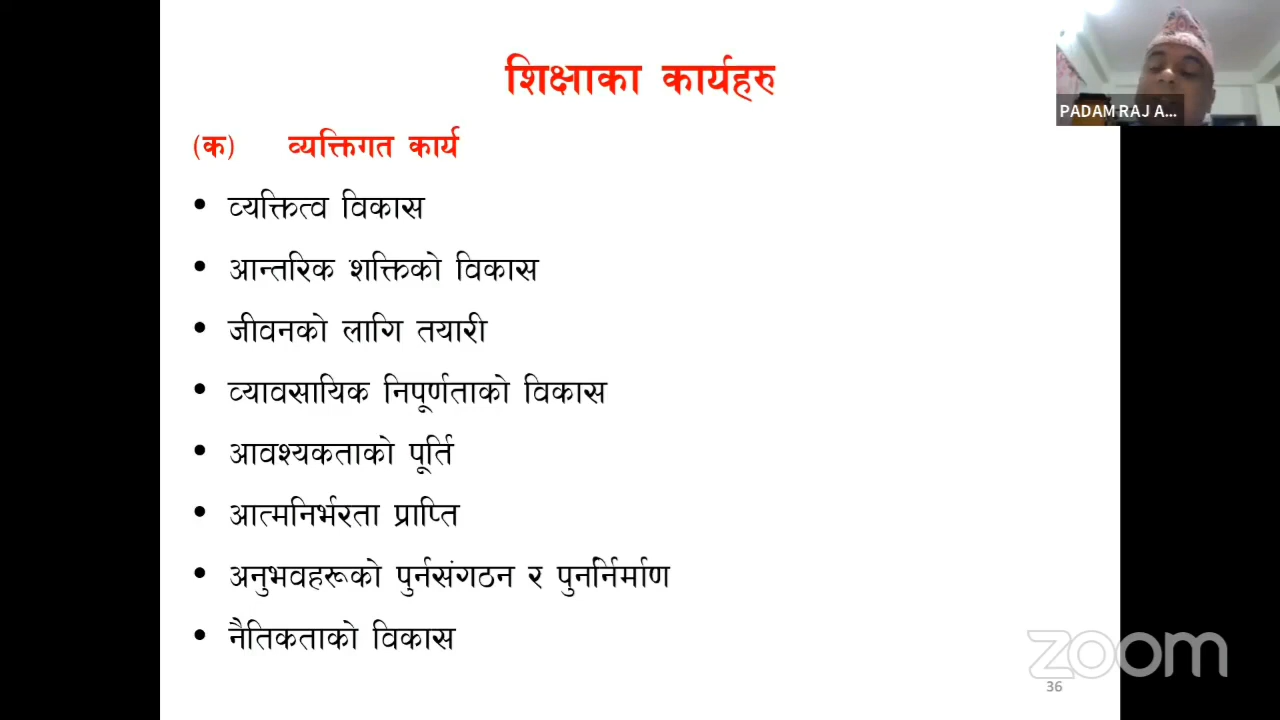 शिक्षाका कार्यहरु
PADAM RAJ A...
(क) व्यक्तिगत कार्य
• व्यक्तित्व विकास
• आन्तरिक शक्तिको विकास
• जीवनको लागि तयारी
• व्यावसायिक निपूर्णताको विकास
• आवश्यकताको पूर्ति
• आत्मनिर्भरता प्राप्ति
• अनुभवहरूको पुर्नसंगठन र पुनर्निर्माण
• नैतिकताको विकास
zoom
36